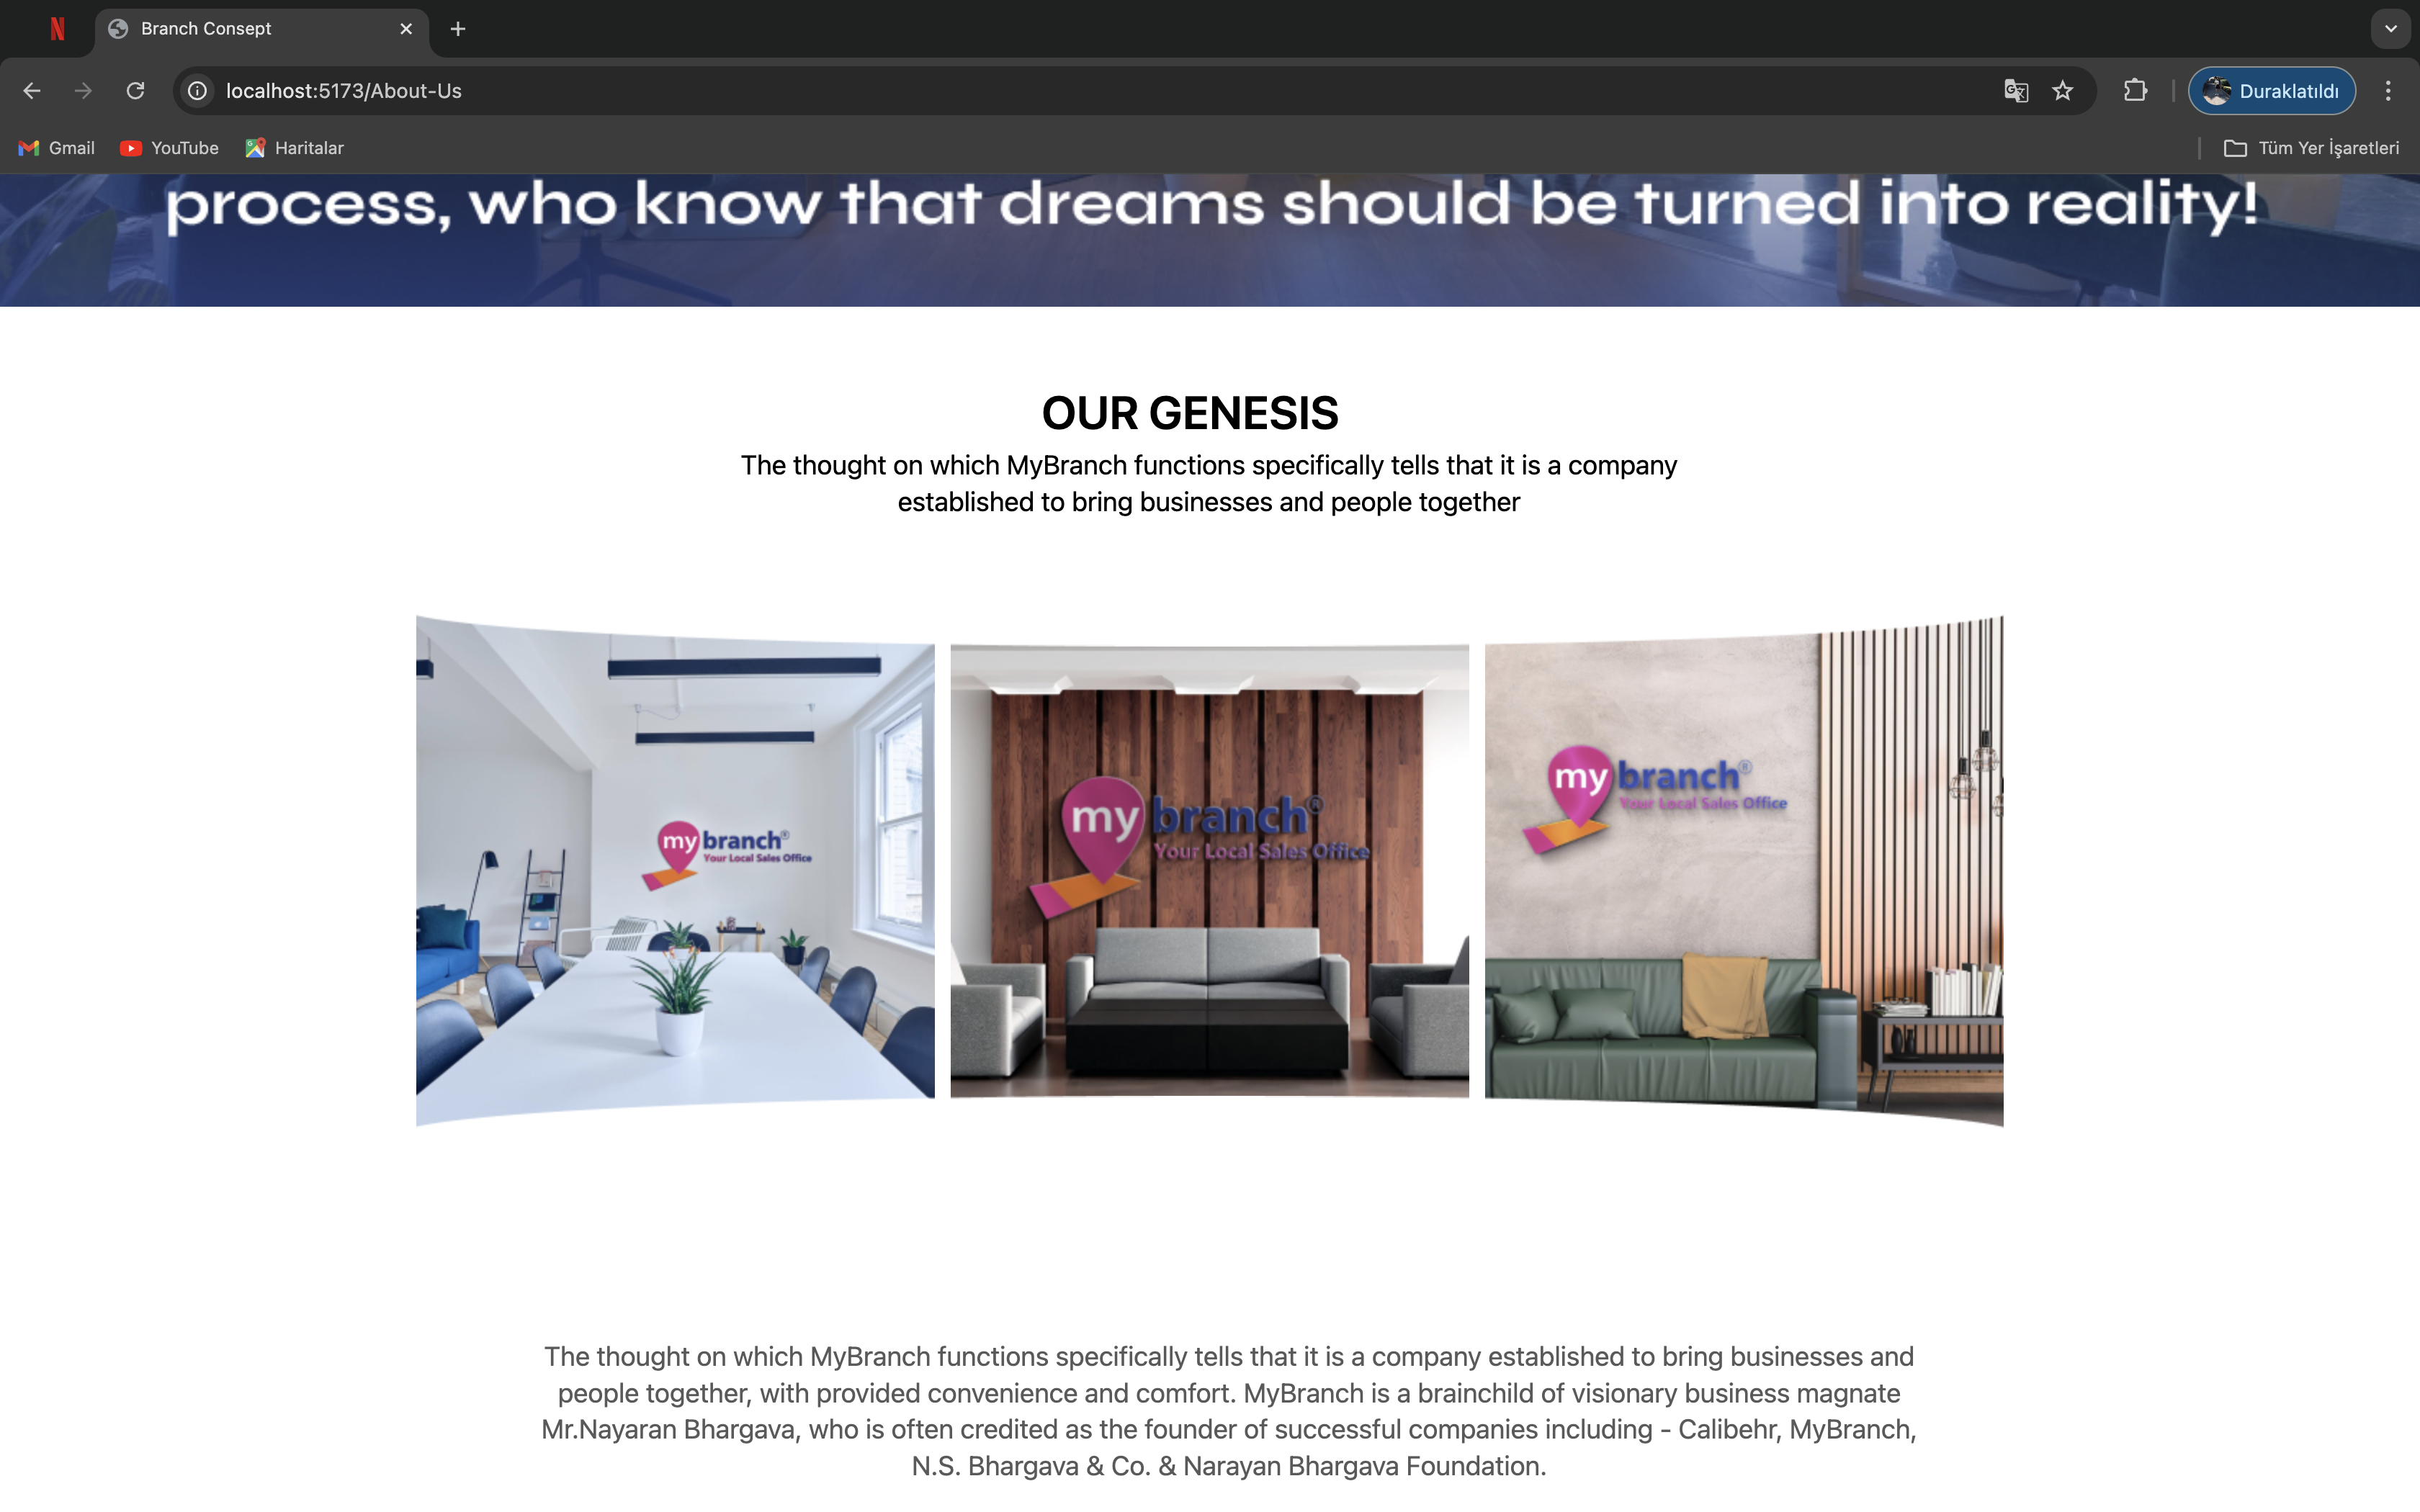 Branch Consept
localhost:5173/About-Us
Duraklatıldı
Gmail
YouTube
Haritalar
Tüm Yer İşaretleri
process, who know that dreams should be turned into reality!
OUR GENESIS
The thought on which MyBranch functions specifically tells that it is a company
established to bring businesses and people together
my branch®
Your Local Sales Office
my branch®
Your Local Sales Office
my branch®
Your Local Sales Office
The thought on which MyBranch functions specifically tells that it is a company established to bring businesses and
people together, with provided convenience and comfort. MyBranch is a brainchild of visionary business magnate
Mr.Nayaran Bhargava, who is often credited as the founder of successful companies including - Calibehr, MyBranch,
N.S. Bhargava & Co. & Narayan Bhargava Foundation.